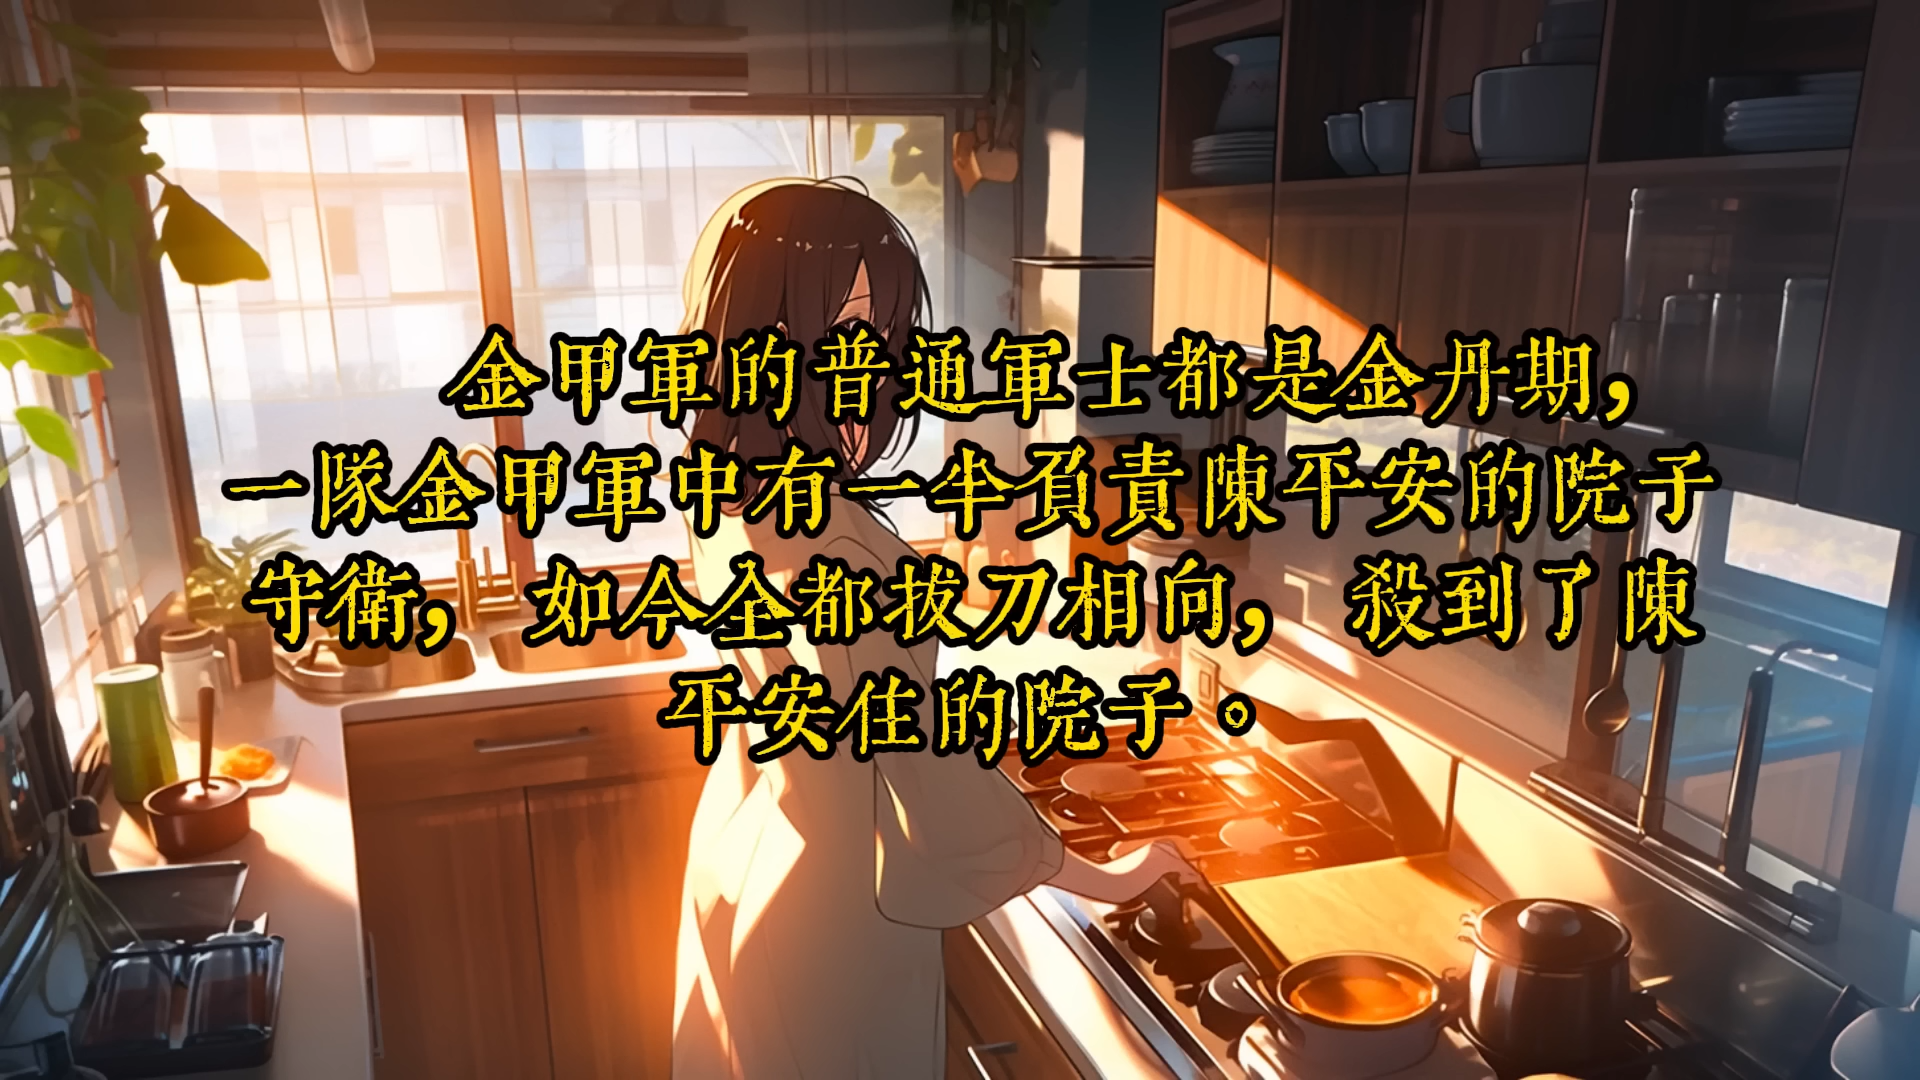 金甲軍的普通軍士都是金丹期，
一隊金甲軍中有一半負責陳平安的院子
守衛，如今全都拔刀相向，殺到了陳
平安住的院子。